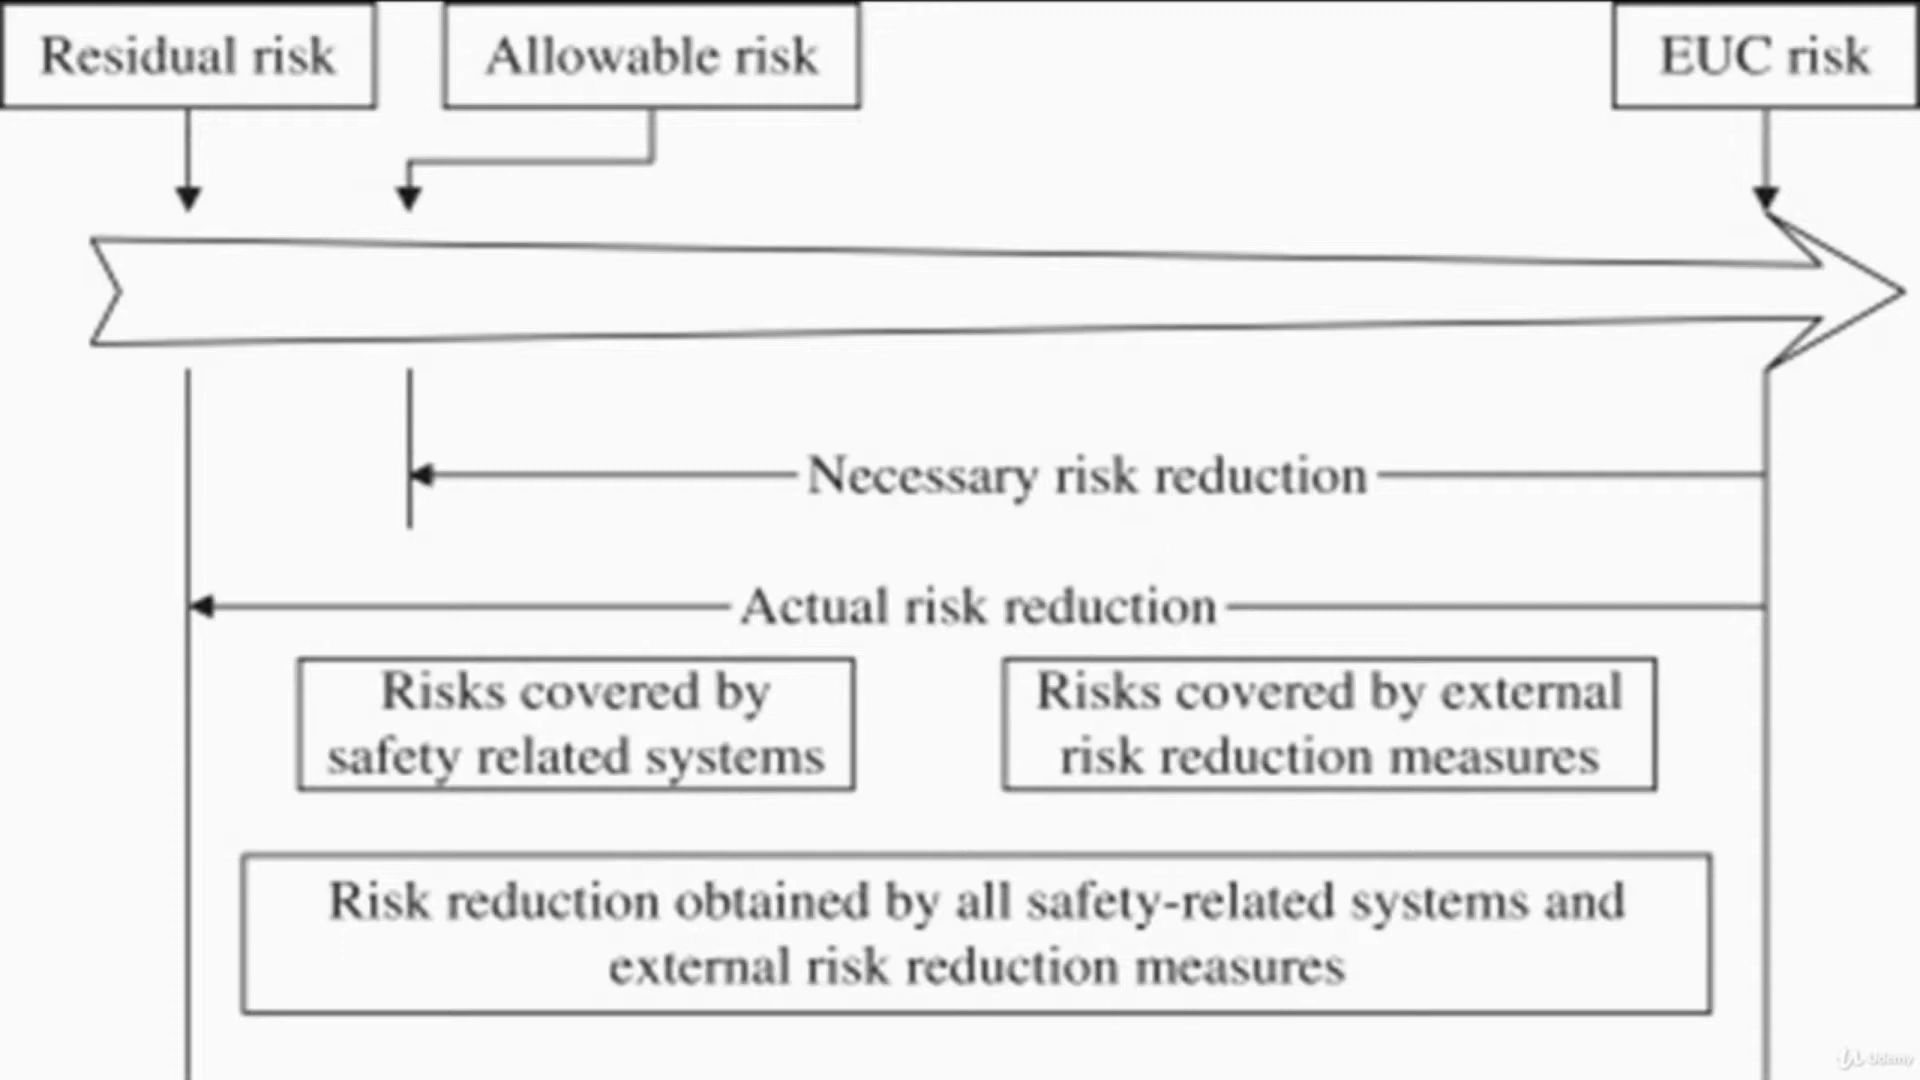 Residual risk
Allowable risk
EUC risk
Necessary risk reduction
Actual risk reduction
Risks covered by
safety related systems
Risks covered by external
risk reduction measures
Risk reduction obtained by all safety-related systems and
external risk reduction measures
Udemy